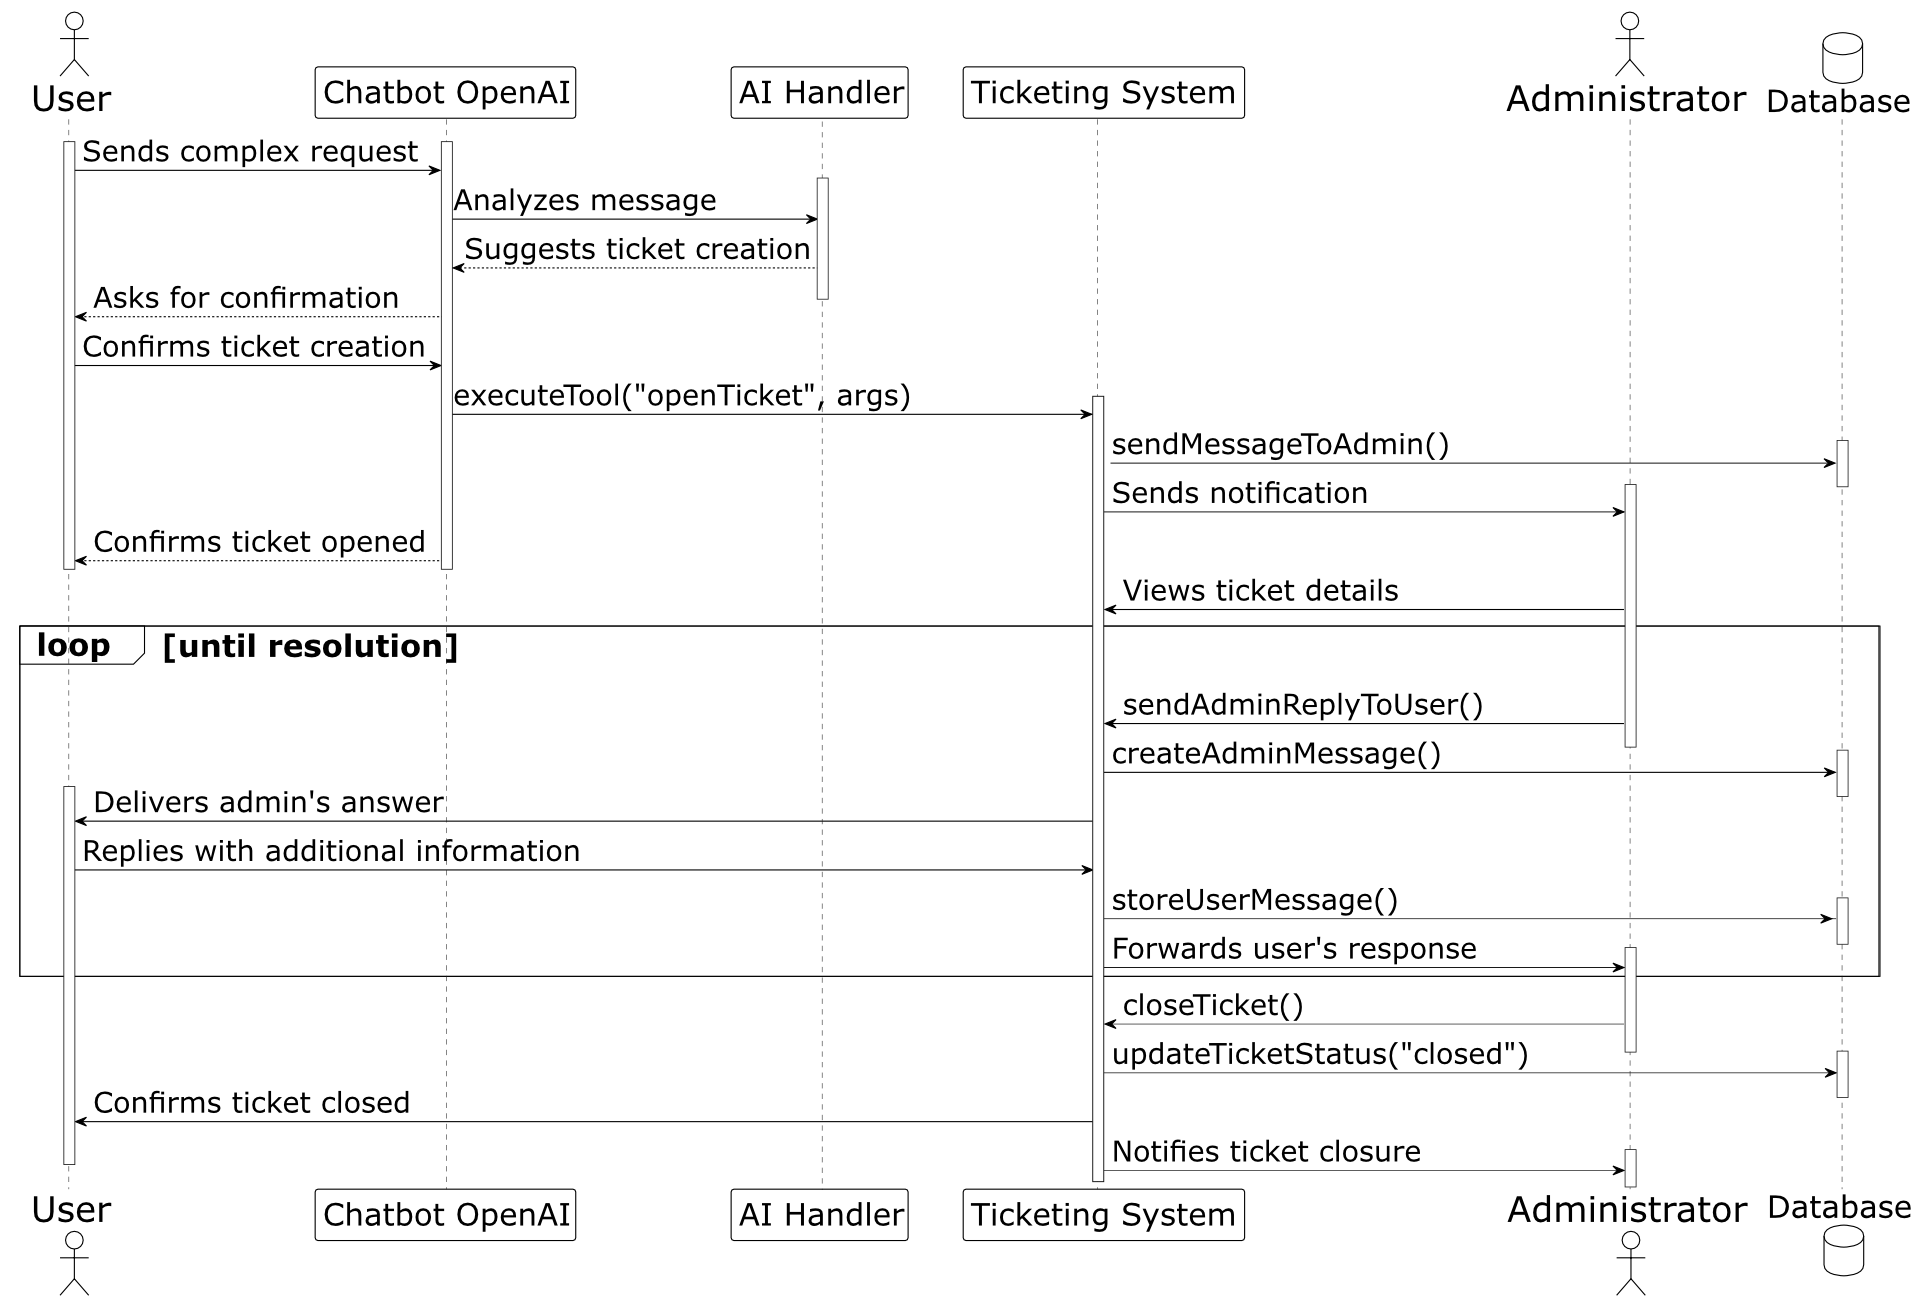 User
Chatbot OpenAI
AI Handler
Ticketing System
Administrator
Database
Sends complex request
Analyzes message
Suggests ticket creation
Asks for confirmation
Confirms ticket creation
executeTool("openTicket", args)
sendMessageToAdmin()
Sends notification
Confirms ticket opened
Views ticket details
loop [until resolution]
sendAdminReplyToUser()
createAdminMessage()
Delivers admin's answer
Replies with additional information
storeUserMessage()
Forwards user's response
closeTicket()
updateTicketStatus("closed")
Confirms ticket closed
Notifies ticket closure
User
Chatbot OpenAI
AI Handler
Ticketing System
Administrator
Database